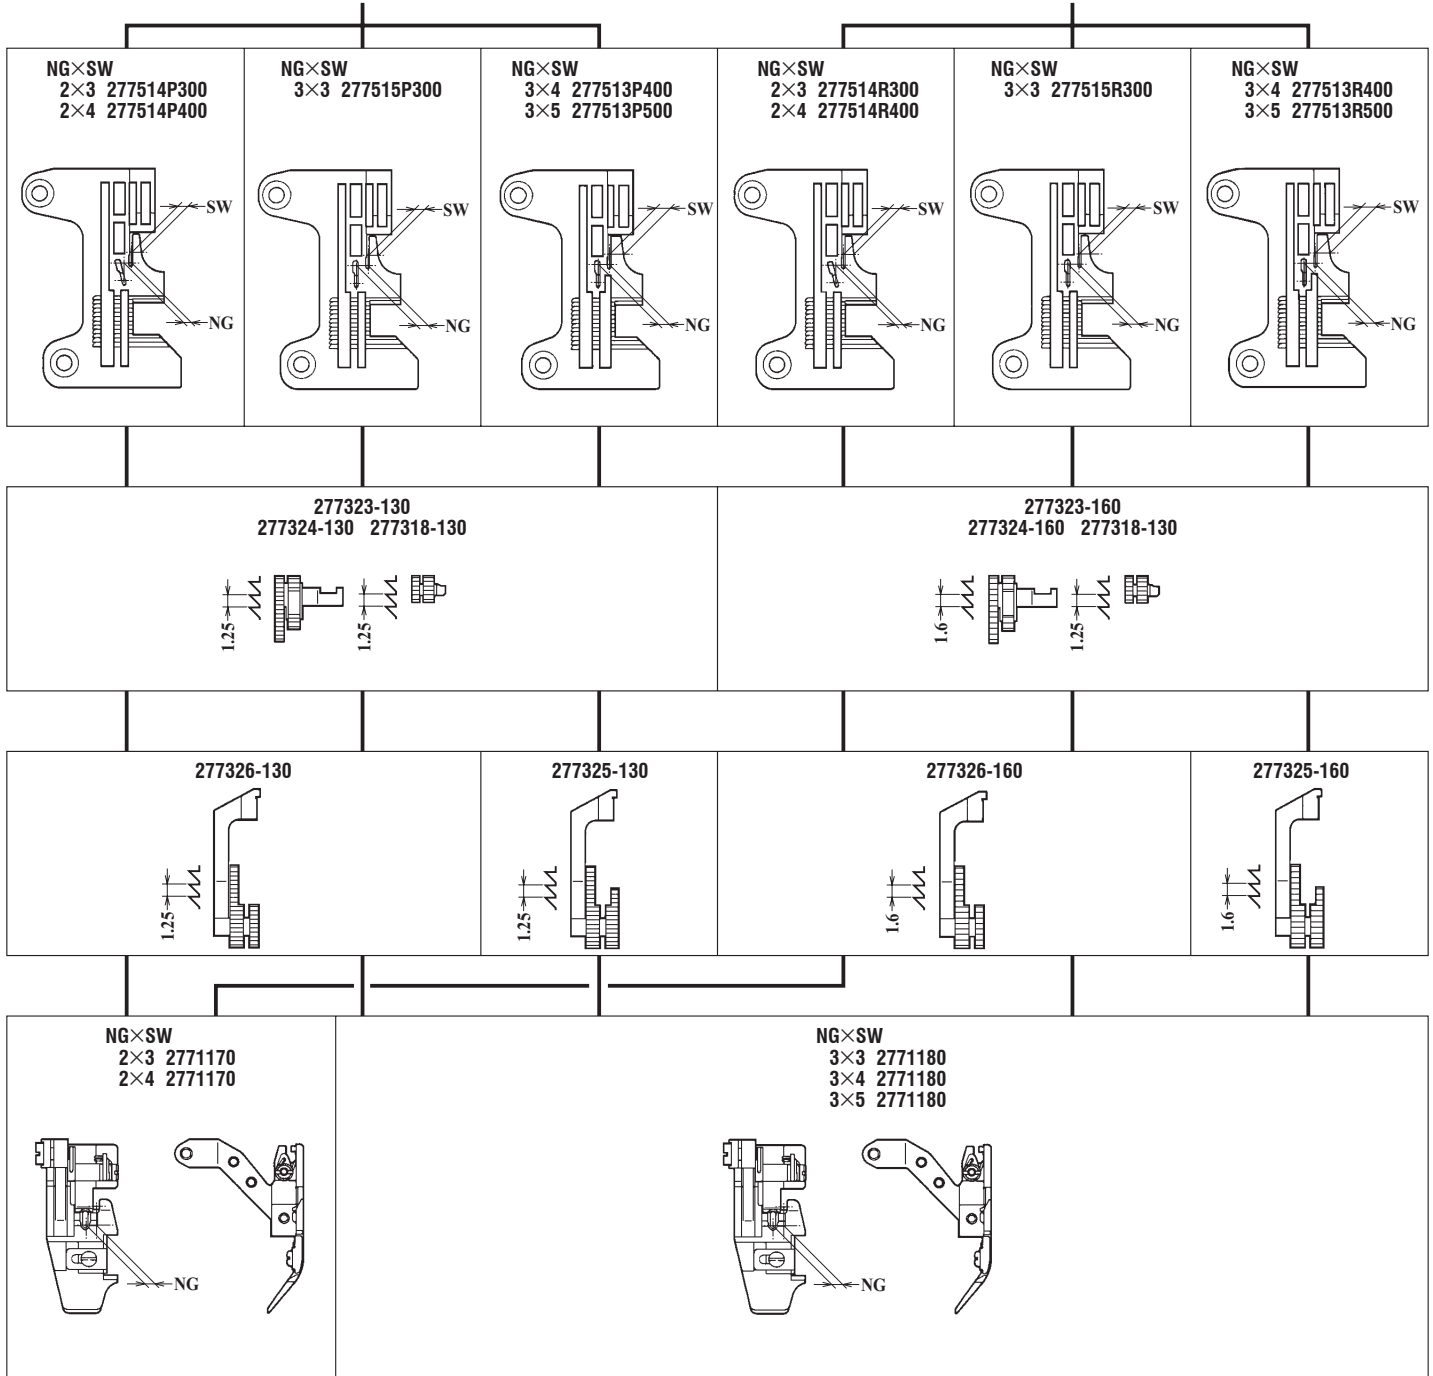 NG×SW
2×3 277514P300
2×4 277514P400
SW
NG
NG×SW
3×3 277515P300
SW
NG
NG×SW
3×4 277513P400
3×5 277513P500
SW
NG
NG×SW
2×3 277514R300
2×4 277514R400
SW
NG
NG×SW
3×3 277515R300
SW
NG
NG×SW
3×4 277513R400
3×5 277513R500
SW
NG
277323-130
277324-130 277318-130
1.25
1.25
277323-160
277324-160 277318-130
1.6
1.25
277326-130
1.25
277325-130
1.25
277326-160
1.6
277325-160
1.6
NG×SW
2×3 2771170
2×4 2771170
NG
NG×SW
3×3 2771180
3×4 2771180
3×5 2771180
NG